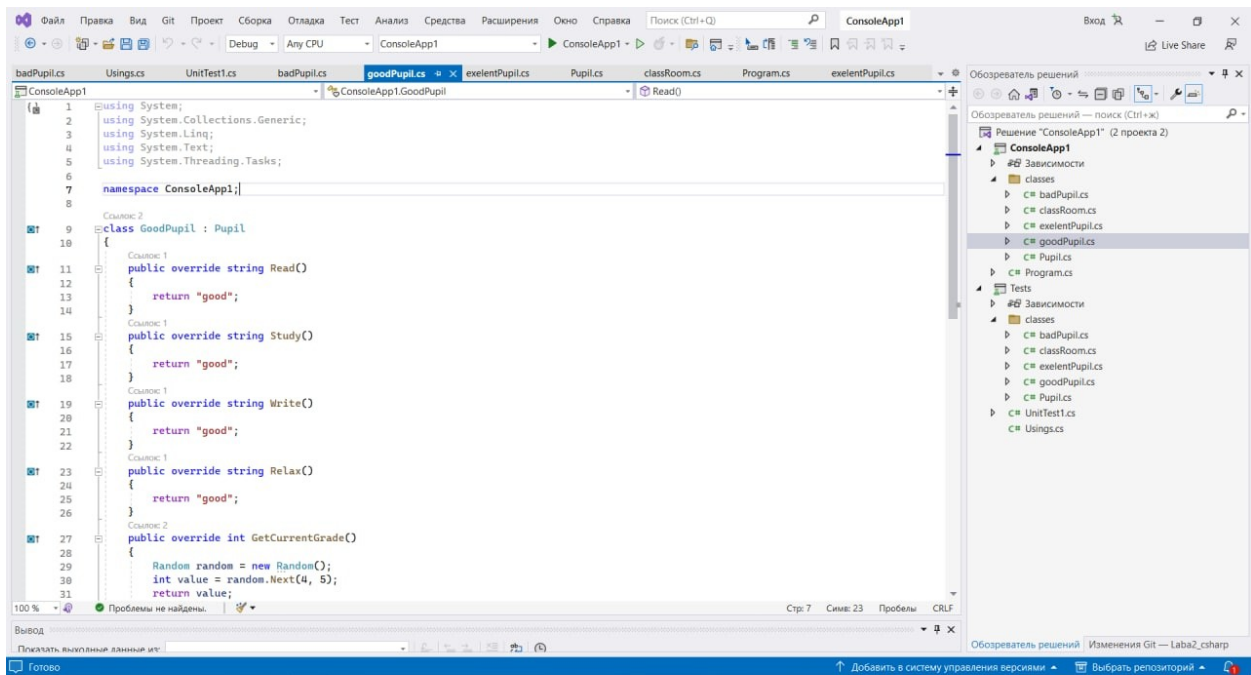 Файл Правка Вид Git Проект Сборка Отладка Тест Анализ Средства Расширения Окно Справка Поиск (Ctrl+Q) ConsoleApp1 Вход
Debug Any CPU ConsoleApp1 ConsoleApp1 Live Share
badPupil.cs Usings.cs UnitTest1.cs badPupil.cs goodPupil.cs exelentPupil.cs Pupil.cs classRoom.cs Program.cs exelentPupil.cs
ConsoleApp1 ConsoleApp1.GoodPupil Read()
1 using System;
2 using System.Collections.Generic;
3 using System.Linq;
4 using System.Text;
5 using System.Threading.Tasks;
6
7 namespace ConsoleApp1;
8
Ссылок: 2
9 class GoodPupil : Pupil
10 {
Ссылок: 1
11 public override string Read()
12 {
13 return "good";
14 }
Ссылок: 1
15 public override string Study()
16 {
17 return "good";
18 }
Ссылок: 1
19 public override string Write()
20 {
21 return "good";
22 }
Ссылок: 1
23 public override string Relax()
24 {
25 return "good";
26 }
Ссылок: 2
27 public override int GetCurrentGrade()
28 {
29 Random random = new Random();
30 int value = random.Next(4, 5);
31 return value;
100 % Проблемы не найдены. Стр: 7 Симв: 23 Пробелы CRLF
Вывод
Показать выходные данные из:
Обозреватель решений
Обозреватель решений — поиск (Ctrl+ж)
Решение "ConsoleApp1" (2 проекта 2)
ConsoleApp1
Зависимости
classes
C# badPupil.cs
C# classRoom.cs
C# exelentPupil.cs
C# goodPupil.cs
C# Pupil.cs
C# Program.cs
Tests
Зависимости
classes
C# badPupil.cs
C# classRoom.cs
C# exelentPupil.cs
C# goodPupil.cs
C# Pupil.cs
C# UnitTest1.cs
C# Usings.cs
Обозреватель решений Изменения Git — Laba2_csharp
Готово Добавить в систему управления версиями Выбрать репозиторий